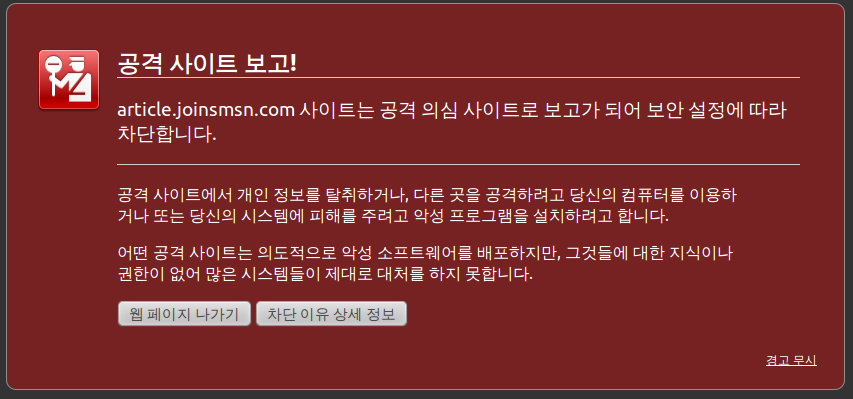 공격 사이트 보고!
article.joinsmsn.com 사이트는 공격 의심 사이트로 보고가 되어 보안 설정에 따라
차단합니다.
공격 사이트에서 개인 정보를 탈취하거나, 다른 곳을 공격하려고 당신의 컴퓨터를 이용하
거나 또는 당신의 시스템에 피해를 주려고 악성 프로그램을 설치하려고 합니다.
어떤 공격 사이트는 의도적으로 악성 소프트웨어를 배포하지만, 그것들에 대한 지식이나
권한이 없어 많은 시스템들이 제대로 대처를 하지 못합니다.
웹 페이지 나가기 차단 이유 상세 정보
경고 무시